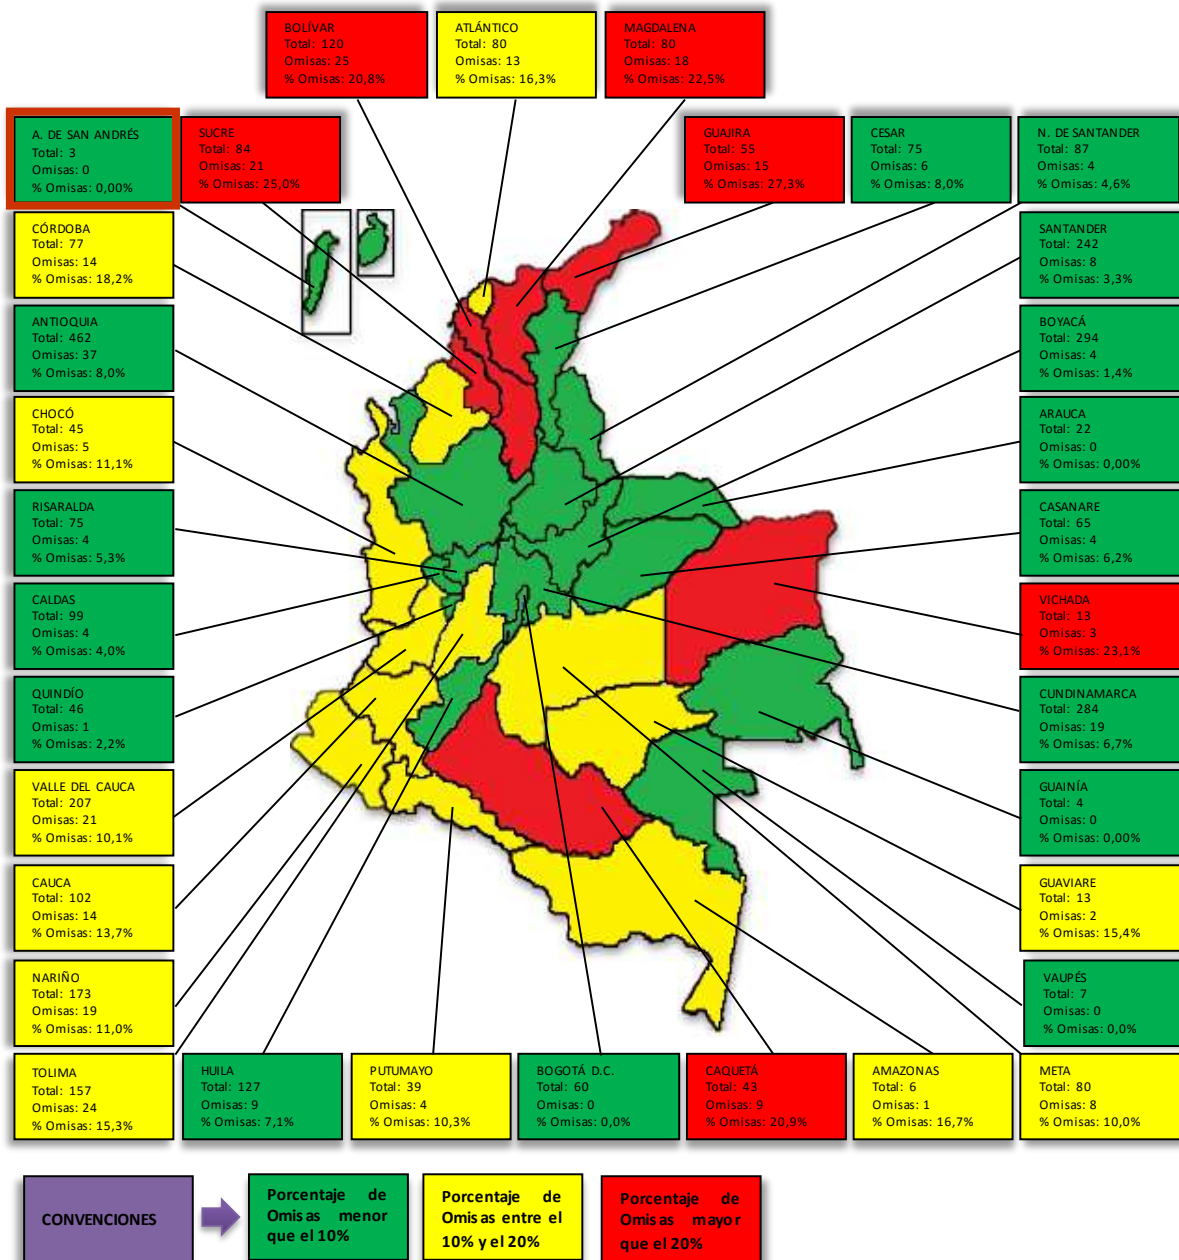 BOLÍVAR
Total: 120
Omisas: 25
% Omisas: 20,8%
ATLÁNTICO
Total: 80
Omisas: 13
% Omisas: 16,3%
MAGDALENA
Total: 80
Omisas: 18
% Omisas: 22,5%
A. DE SAN ANDRÉS
Total: 3
Omisas: 0
% Omisas: 0,00%
SUCRE
Total: 84
Omisas: 21
% Omisas: 25,0%
GUAJIRA
Total: 55
Omisas: 15
% Omisas: 27,3%
CESAR
Total: 75
Omisas: 6
% Omisas: 8,0%
N. DE SANTANDER
Total: 87
Omisas: 4
% Omisas: 4,6%
CÓRDOBA
Total: 77
Omisas: 14
% Omisas: 18,2%
SANTANDER
Total: 242
Omisas: 8
% Omisas: 3,3%
ANTIOQUIA
Total: 462
Omisas: 37
% Omisas: 8,0%
BOYACÁ
Total: 294
Omisas: 4
% Omisas: 1,4%
CHOCÓ
Total: 45
Omisas: 5
% Omisas: 11,1%
ARAUCA
Total: 22
Omisas: 0
% Omisas: 0,00%
RISARALDA
Total: 75
Omisas: 4
% Omisas: 5,3%
CASANARE
Total: 65
Omisas: 4
% Omisas: 6,2%
CALDAS
Total: 99
Omisas: 4
% Omisas: 4,0%
VICHADA
Total: 13
Omisas: 3
% Omisas: 23,1%
QUINDÍO
Total: 46
Omisas: 1
% Omisas: 2,2%
CUNDINAMARCA
Total: 284
Omisas: 19
% Omisas: 6,7%
VALLE DEL CAUCA
Total: 207
Omisas: 21
% Omisas: 10,1%
GUAINÍA
Total: 4
Omisas: 0
% Omisas: 0,00%
CAUCA
Total: 102
Omisas: 14
% Omisas: 13,7%
GUAVIARE
Total: 13
Omisas: 2
% Omisas: 15,4%
NARIÑO
Total: 173
Omisas: 19
% Omisas: 11,0%
VAUPÉS
Total: 7
Omisas: 0
% Omisas: 0,0%
TOLIMA
Total: 157
Omisas: 24
% Omisas: 15,3%
HUILA
Total: 127
Omisas: 9
% Omisas: 7,1%
PUTUMAYO
Total: 39
Omisas: 4
% Omisas: 10,3%
BOGOTÁ D.C.
Total: 60
Omisas: 0
% Omisas: 0,0%
CAQUETÁ
Total: 43
Omisas: 9
% Omisas: 20,9%
AMAZONAS
Total: 6
Omisas: 1
% Omisas: 16,7%
META
Total: 80
Omisas: 8
% Omisas: 10,0%
CONVENCIONES
Porcentaje de
Omisas menor
que el 10%
Porcentaje de
Omisas entre el
10% y el 20%
Porcentaje de
Omisas mayor
que el 20%